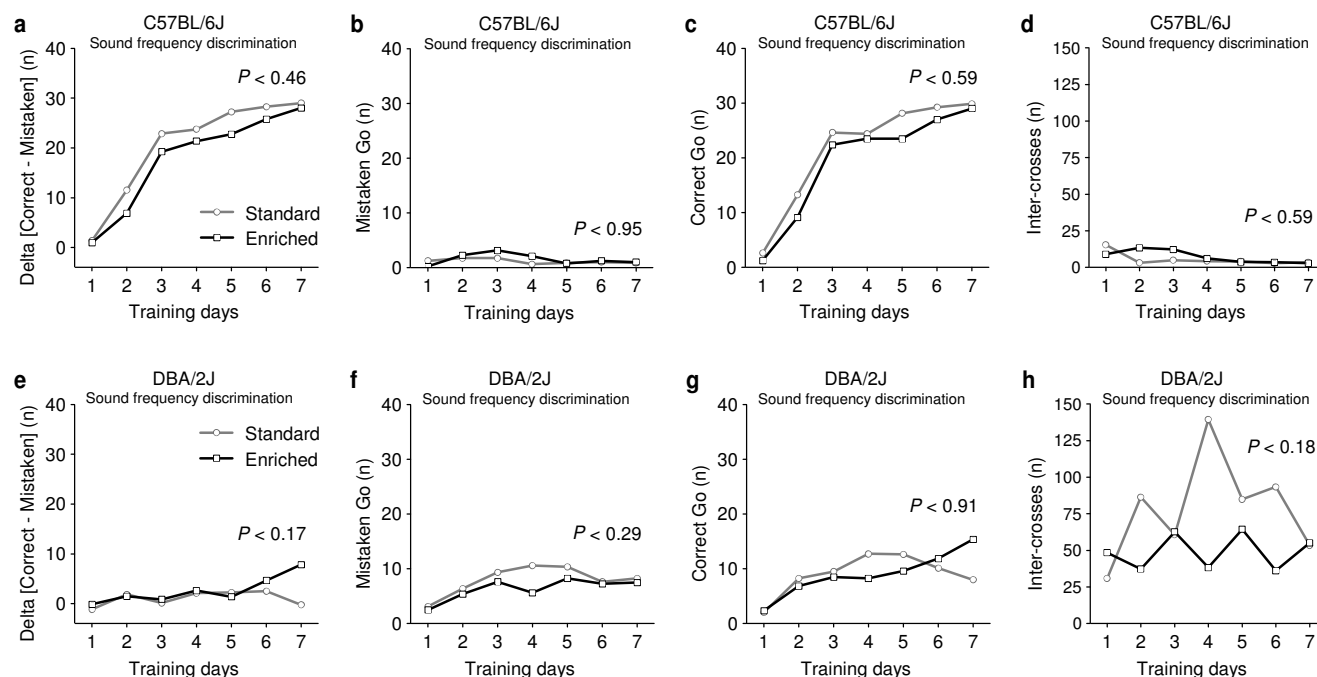 a
C57BL/6J
Sound frequency discrimination
Delta [Correct - Mistaken] (n)
40
30
20
10
0
P < 0.46
Standard
Enriched
1 2 3 4 5 6 7
Training days
b
C57BL/6J
Sound frequency discrimination
Mistaken Go (n)
40
30
20
10
0
P < 0.95
1 2 3 4 5 6 7
Training days
c
C57BL/6J
Sound frequency discrimination
Correct Go (n)
40
30
20
10
0
P < 0.59
1 2 3 4 5 6 7
Training days
d
C57BL/6J
Sound frequency discrimination
Inter-crosses (n)
150
125
100
75
50
25
0
P < 0.59
1 2 3 4 5 6 7
Training days
e
DBA/2J
Sound frequency discrimination
Delta [Correct - Mistaken] (n)
40
30
20
10
0
Standard
Enriched
P < 0.17
1 2 3 4 5 6 7
Training days
f
DBA/2J
Sound frequency discrimination
Mistaken Go (n)
40
30
20
10
0
P < 0.29
1 2 3 4 5 6 7
Training days
g
DBA/2J
Sound frequency discrimination
Correct Go (n)
40
30
20
10
0
P < 0.91
1 2 3 4 5 6 7
Training days
h
DBA/2J
Sound frequency discrimination
Inter-crosses (n)
150
125
100
75
50
25
0
P < 0.18
1 2 3 4 5 6 7
Training days